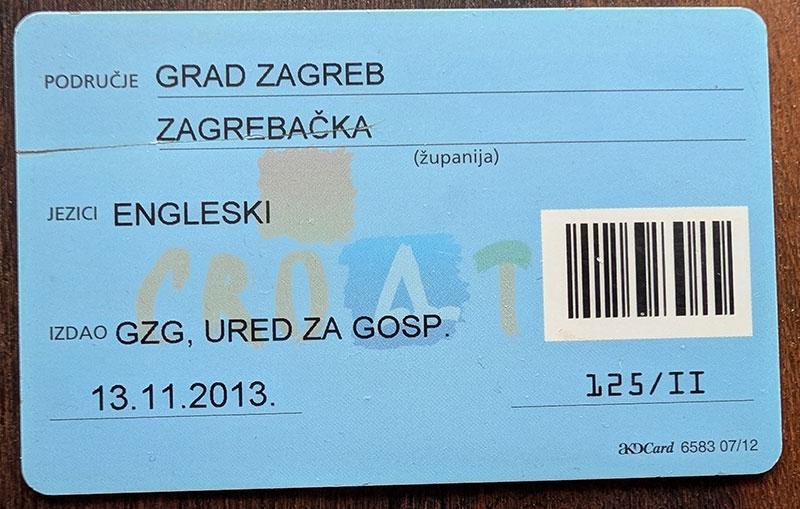 PODRUČJE GRAD ZAGREB
ZAGREBAČKA
(županija)
JEZICI ENGLESKI
CROAT
IZDAO GZG, URED ZA GOSP.
13.11.2013.
125/II
AKDCard 6583 07/12